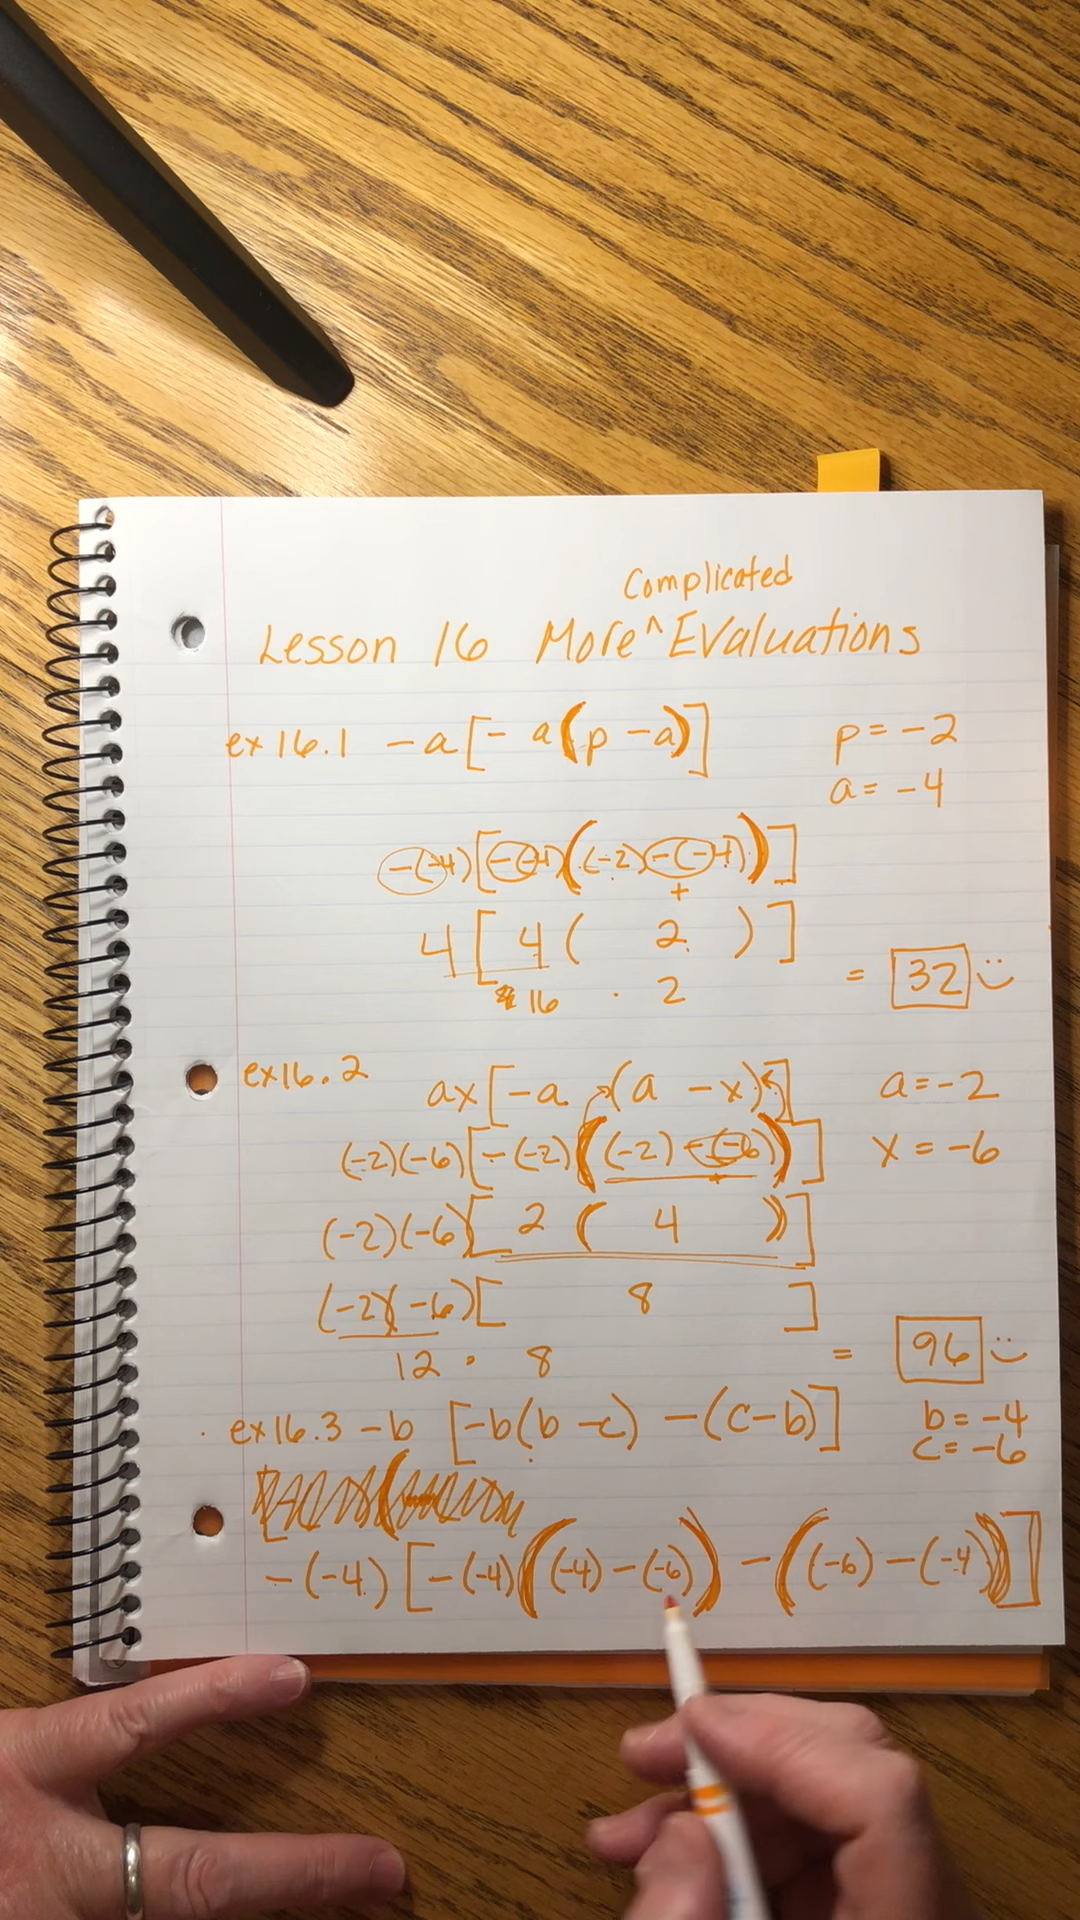 Complicated
Lesson 16 More ^ Evaluations
ex 16.1 -a[-a(p-a)] p=-2
a=-4
-(-4)[-(-4)((-2)-(-4))]
+
4[4( 2 )]
16 · 2 = 32
ex16.2
ax[-a(a-x)] a=-2
(-2)(-6)[-(-2)((-2)-(-6))] x=-6
(-2)(-6)[2(4)]
(-2)(-6)[ 8 ]
12 · 8 = 96
ex16.3 -b [-b(b-c) -(c-b)] b=-4
c=-6
-(-4)[-(-4)((-4)-(-6)) -((-6)-(-4))]